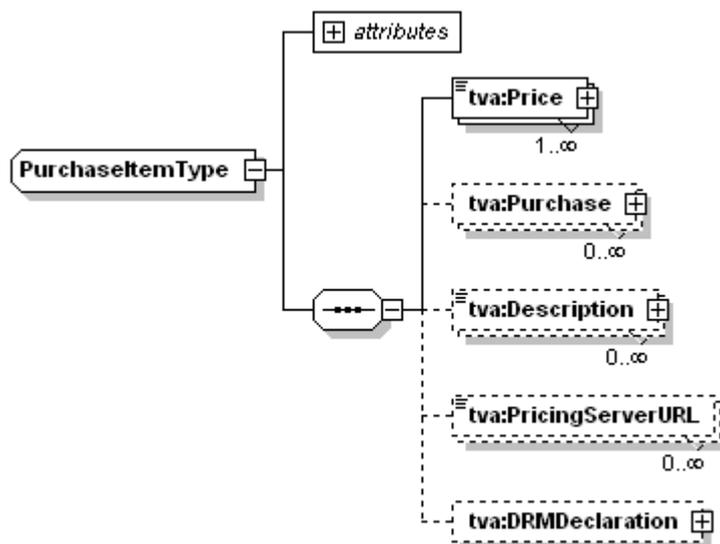 attributes
tva:Price
1..∞
PurchaseItemType
tva:Purchase
0..∞
tva:Description
0..∞
tva:PricingServerURL
0..∞
tva:DRMDeclaration